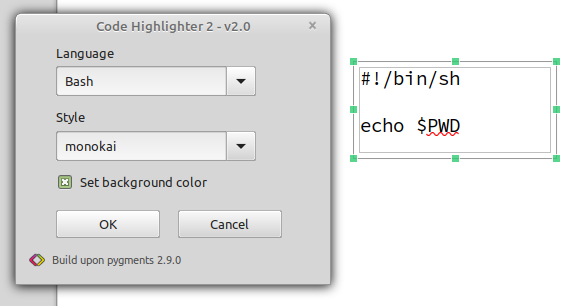 Code Highlighter 2 - v2.0
Language
Bash
Style
monokai
Set background color
OK
Cancel
Build upon pygments 2.9.0
#!/bin/sh
echo $PWD